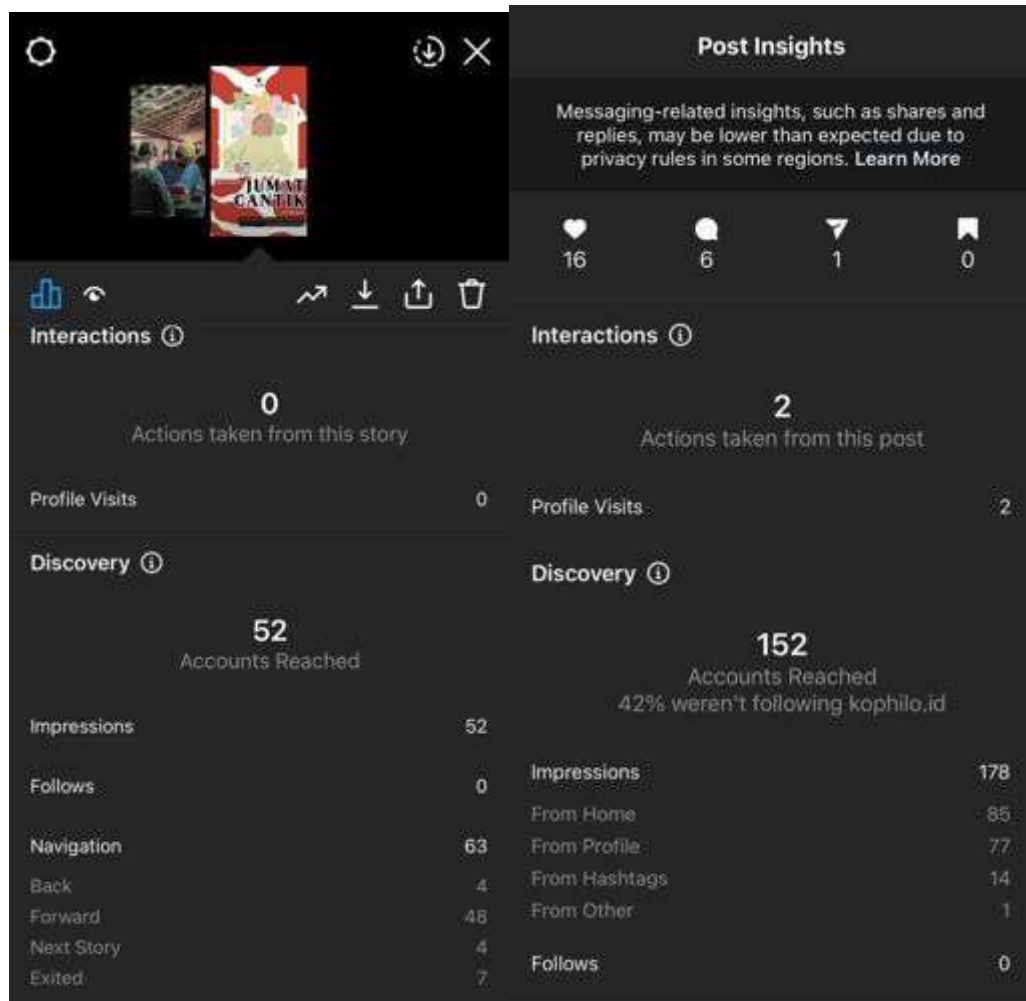 JUMAT
CANTIK
Interactions
0
Actions taken from this story
Profile Visits 0
Discovery
52
Accounts Reached
Impressions 52
Follows 0
Navigation 63
Back 4
Forward 48
Next Story 4
Exited 7
Post Insights
Messaging-related insights, such as shares and
replies, may be lower than expected due to
privacy rules in some regions. Learn More
16 6 1 0
Interactions
2
Actions taken from this post
Profile Visits 2
Discovery
152
Accounts Reached
42% weren't following kophilo.id
Impressions 178
From Home 85
From Profile 77
From Hashtags 14
From Other 1
Follows 0